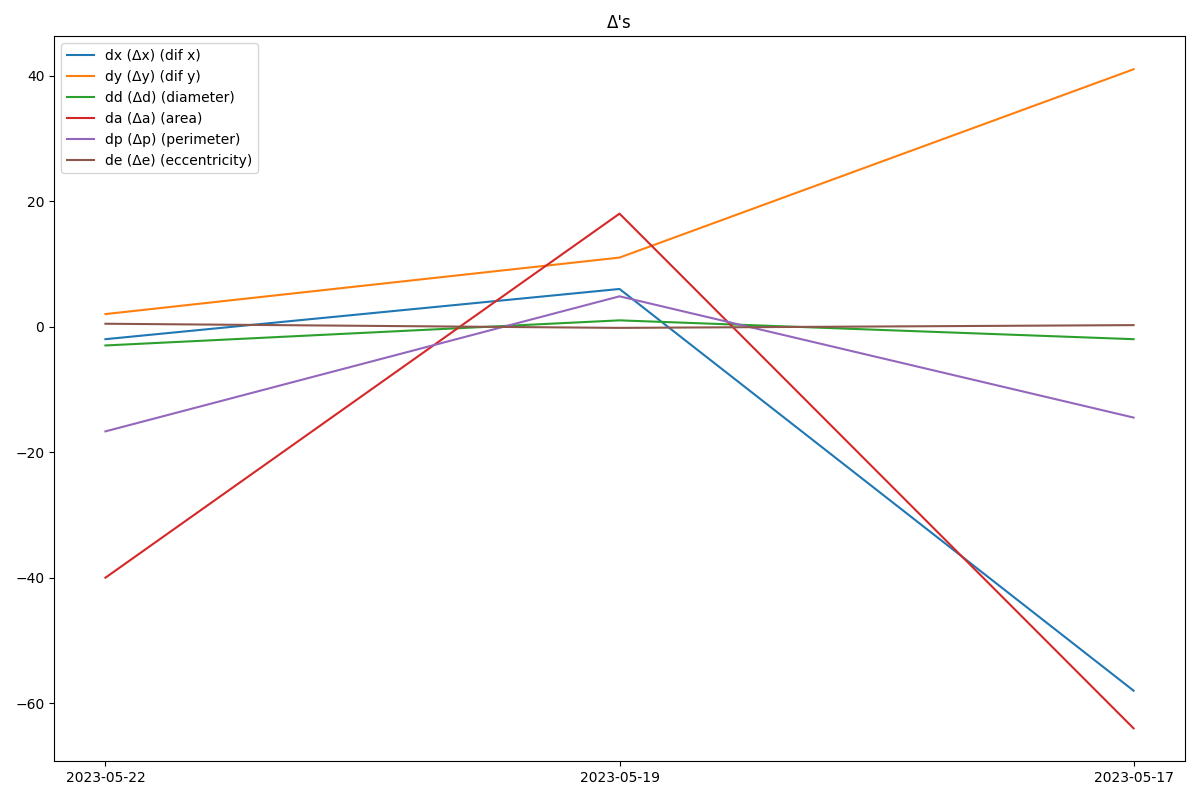 Δ's
dx (Δx) (dif x)
dy (Δy) (dif y)
dd (Δd) (diameter)
da (Δa) (area)
dp (Δp) (perimeter)
de (Δe) (eccentricity)
40
20
0
−20
−40
−60
2023-05-22 2023-05-19 2023-05-17